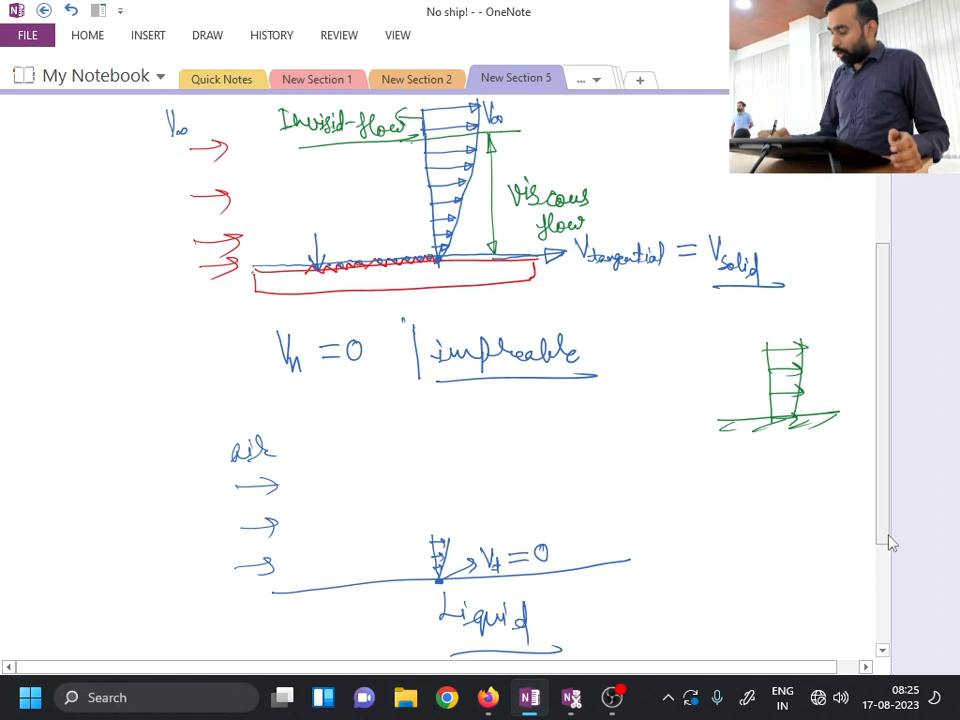 No ship! - - OneNote
FILE HOME INSERT DRAW HISTORY REVIEW VIEW
My Notebook Quick Notes New Section 1 New Section 2 New Section 5 ... +
V∞
Invissid-flow
V∞
Viscous
flow
Vtangential = Vsolid
Vn = 0 | impreable
air
Vt = 0
Liquid
Search
ENG
IN
08:25
17-08-2023